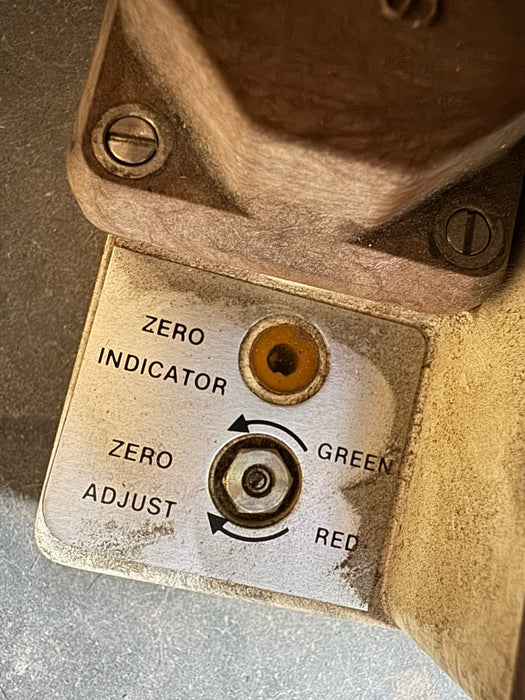 ZERO
INDICATOR
GREEN
ZERO
ADJUST
RED